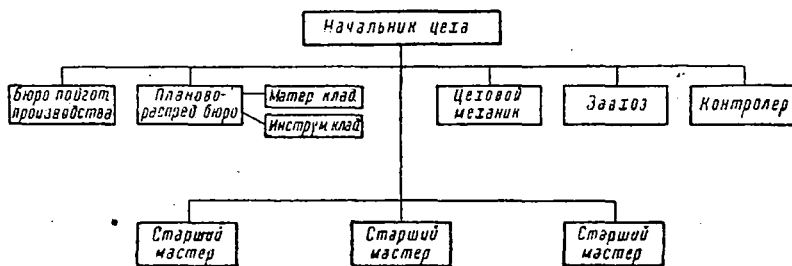 Начальник цеха
Бюро подгот.
производства
Планово-
распред бюро
Матер клад.
Инструм клад.
Цеховой
механик
Завхоз
Контролер
Старший
мастер
Старший
мастер
Старший
мастер